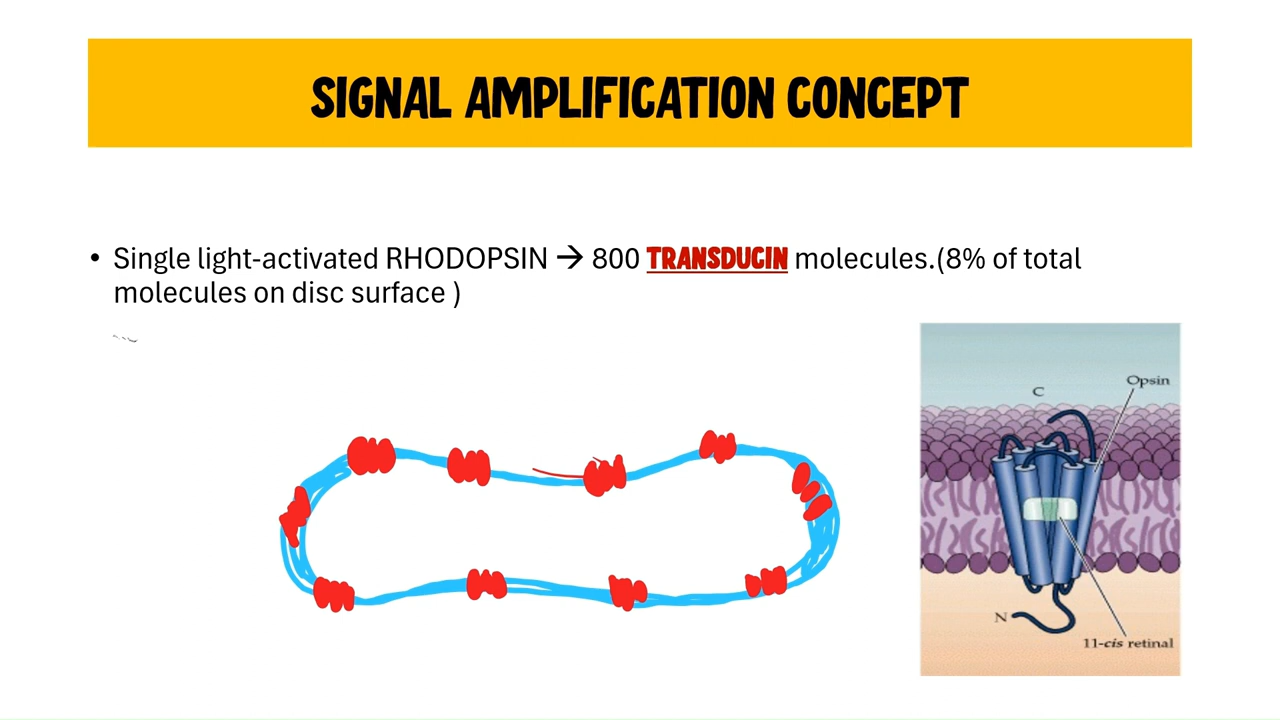 SIGNAL AMPLIFICATION CONCEPT
• Single light-activated RHODOPSIN → 800 TRANSDUCIN molecules.(8% of total
molecules on disc surface )
Opsin
C
N
11-cis retinal